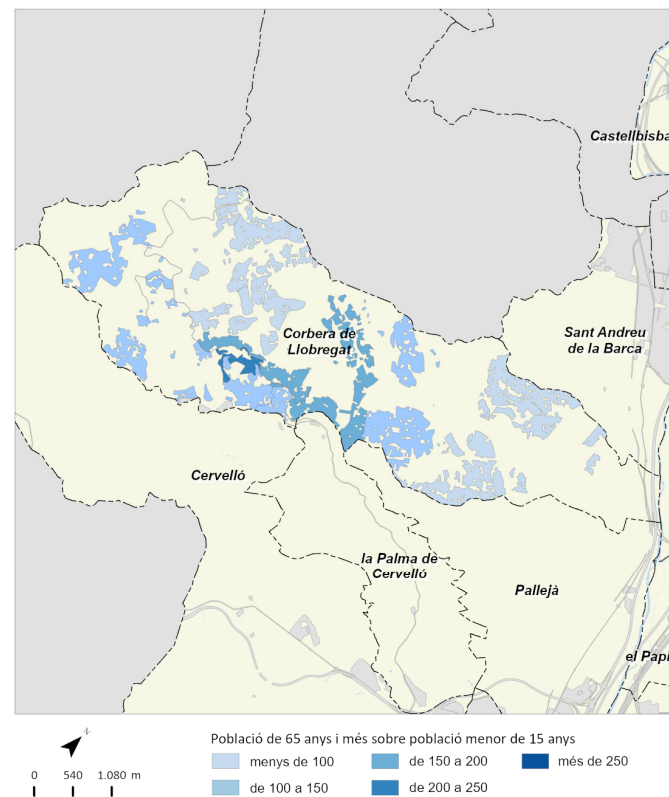 Castellbisba
Corbera de
Llobregat
Sant Andreu
de la Barca
Cervelló
la Palma de
Cervelló
Pallejà
el Papi
N
Població de 65 anys i més sobre població menor de 15 anys
menys de 100
de 150 a 200
més de 250
0 540 1.080 m
de 100 a 150
de 200 a 250